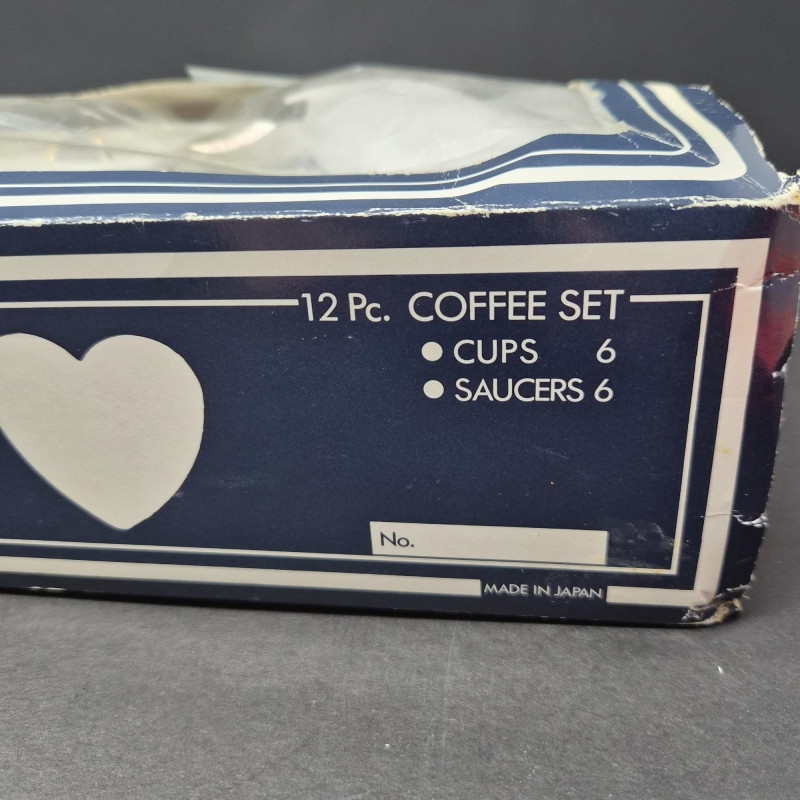 12 Pc. COFFEE SET
● CUPS 6
● SAUCERS 6
No.
MADE IN JAPAN